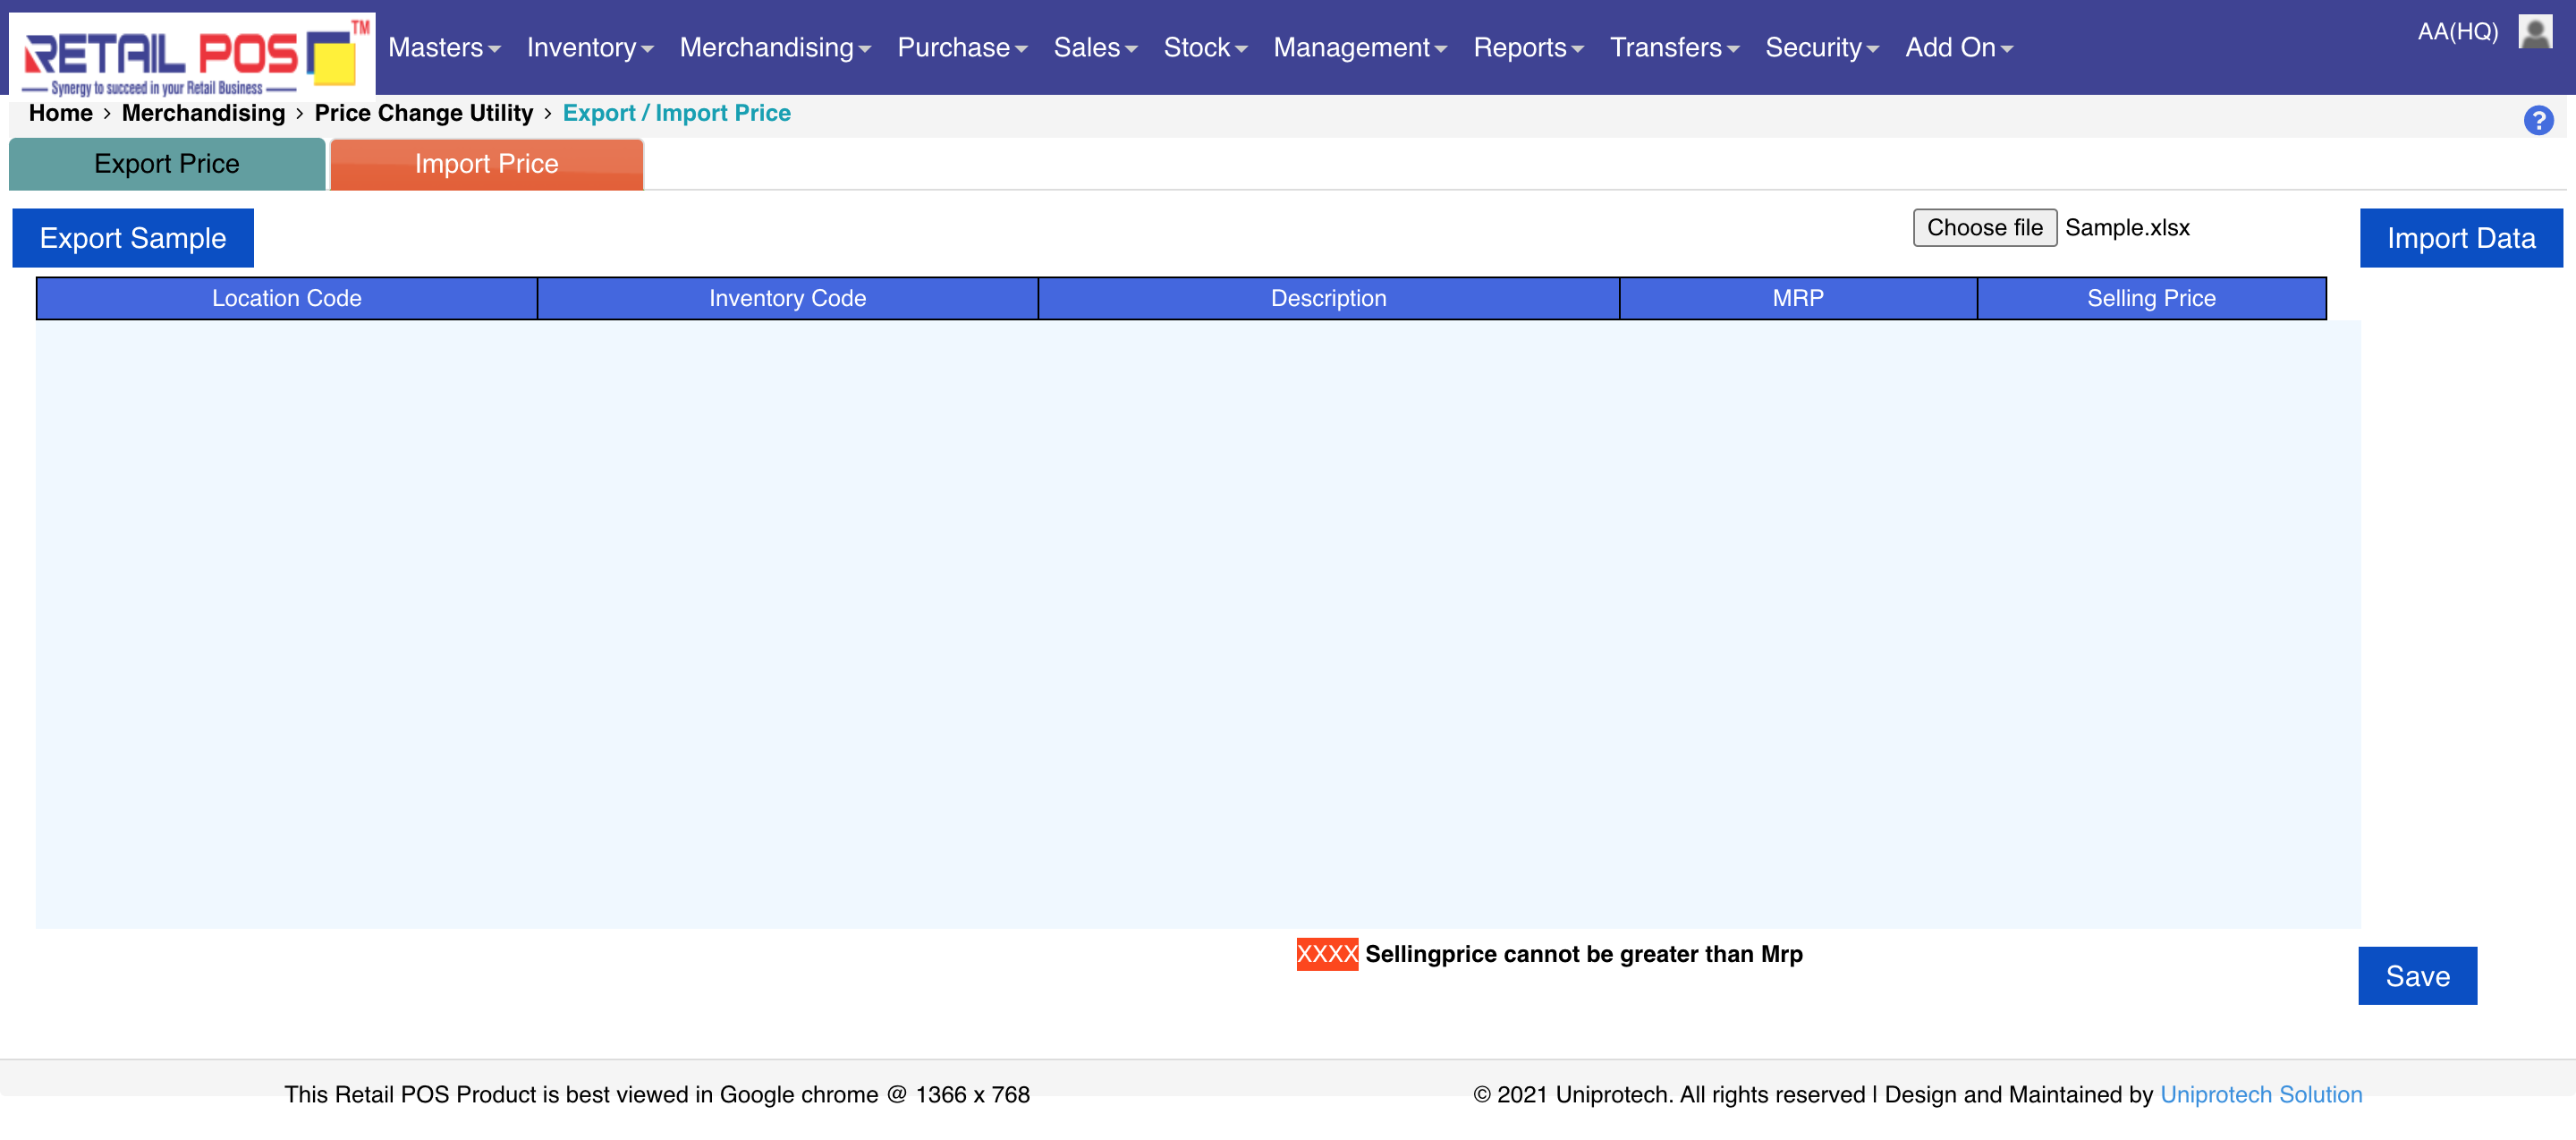 RETAIL POS TM
Synergy to succeed in your Retail Business
Masters Inventory Merchandising Purchase Sales Stock Management Reports Transfers Security Add On
AA(HQ)
Home > Merchandising > Price Change Utility > Export / Import Price
?
Export Price Import Price
Export Sample Choose file Sample.xlsx Import Data
Location Code Inventory Code Description MRP Selling Price
XXXX Sellingprice cannot be greater than Mrp
Save
This Retail POS Product is best viewed in Google chrome @ 1366 x 768
© 2021 Uniprotech. All rights reserved | Design and Maintained by Uniprotech Solution